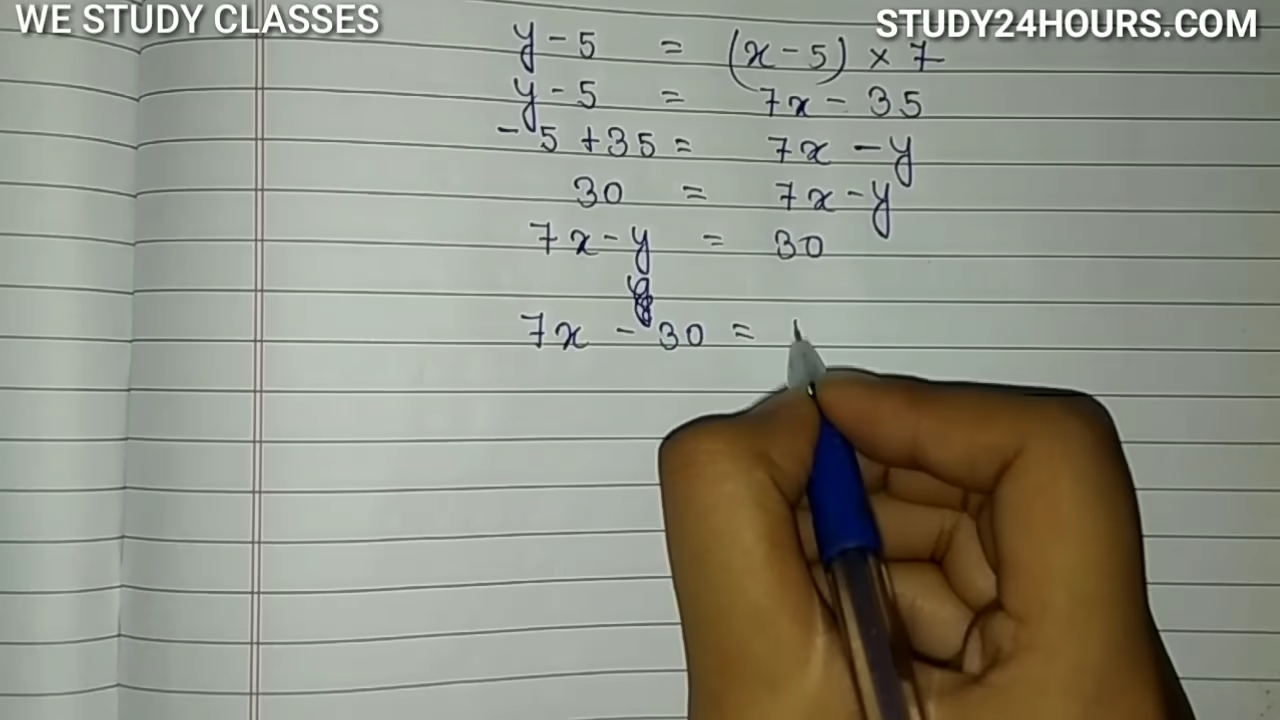 WE STUDY CLASSES
STUDY24HOURS.COM
y - 5 = (x - 5) × 7
y - 5 = 7x - 35
- 5 + 35 = 7x - y
30 = 7x - y
7x - y = 30
7x - 30 =